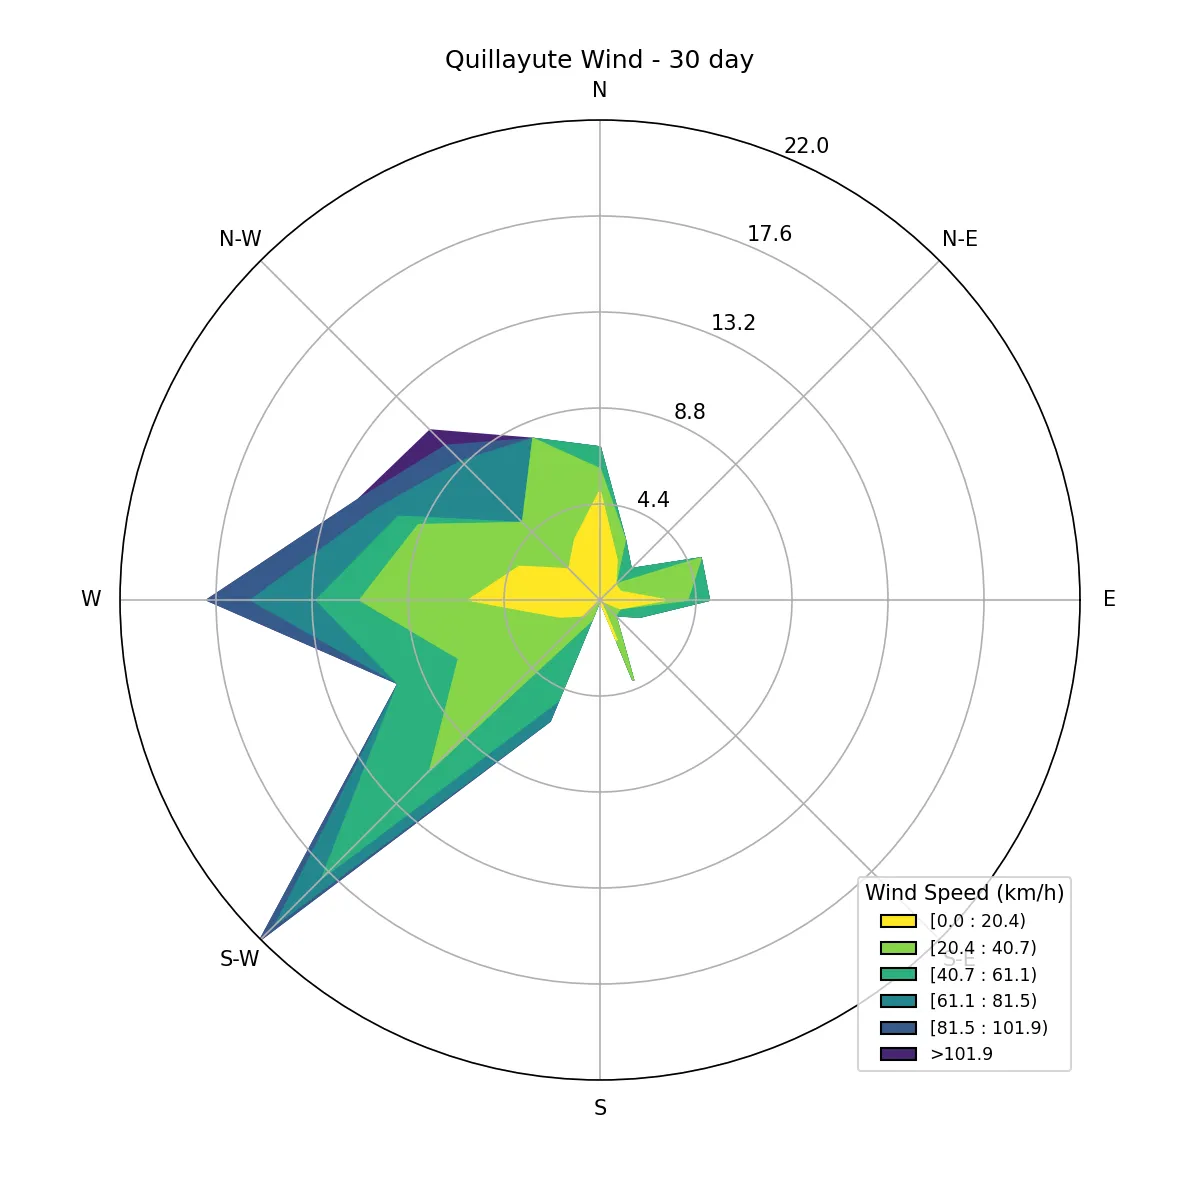 Quillayute Wind - 30 day
N
22.0
17.6
N-W
N-E
13.2
8.8
4.4
W
E
Wind Speed (km/h)
[0.0 : 20.4)
[20.4 : 40.7)
S-W
S-E
[40.7 : 61.1)
[61.1 : 81.5)
[81.5 : 101.9)
>101.9
S